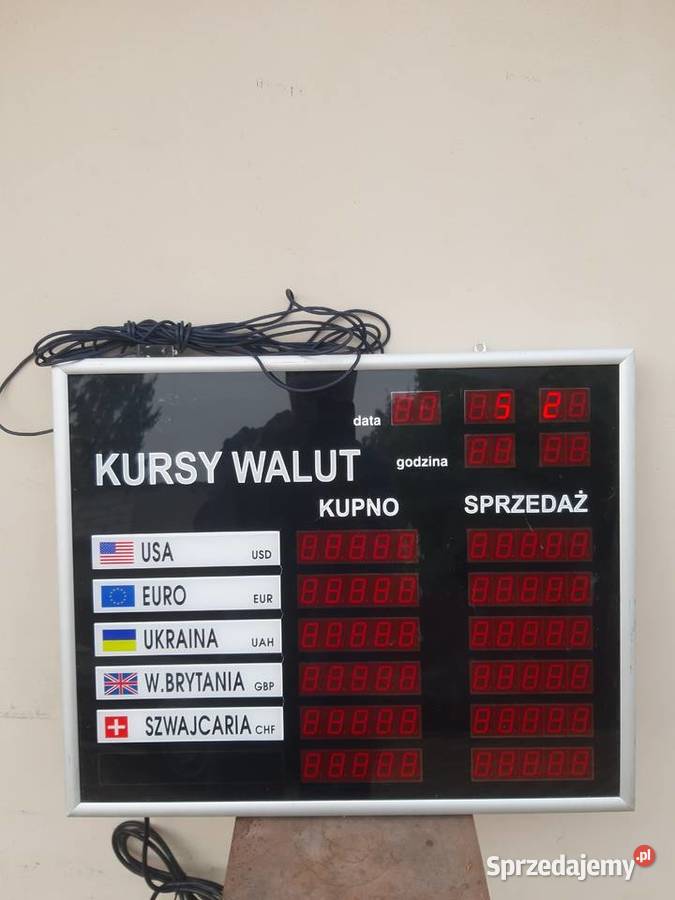 data 5 2
KURSY WALUT godzina
KUPNO SPRZEDAŻ
USA USD
EURO EUR
UKRAINA UAH
W.BRYTANIA GBP
SZWAJCARIA CHF
Sprzedajemy.pl